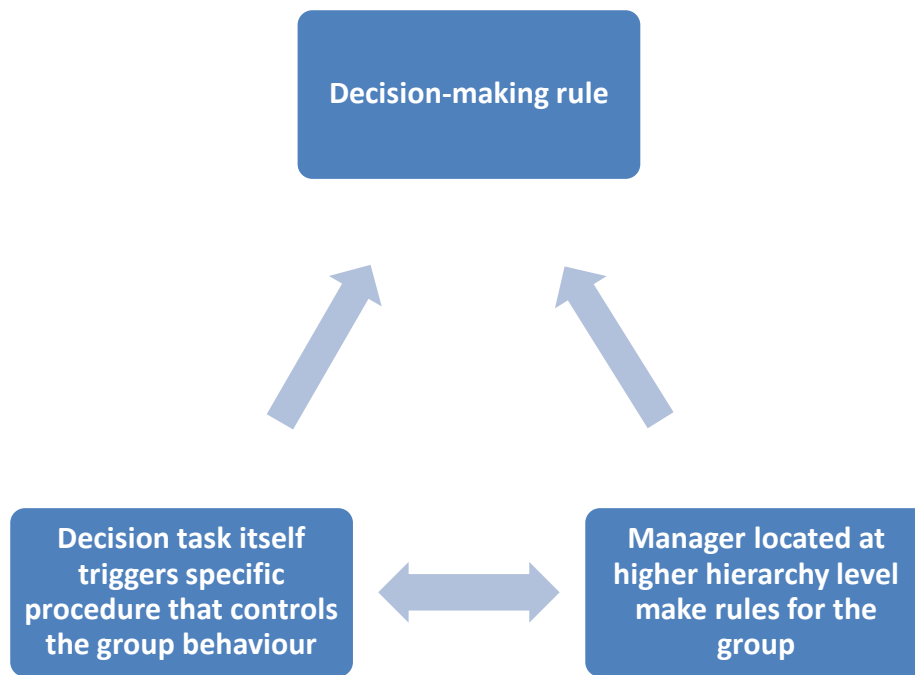 Decision-making rule
Decision task itself
triggers specific
procedure that controls
the group behaviour
Manager located at
higher hierarchy level
make rules for the
group